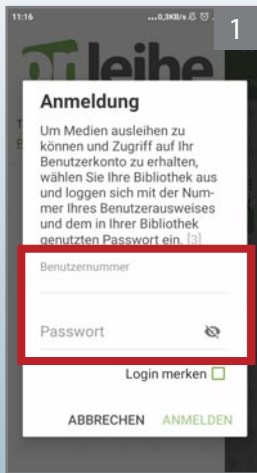 11:16
...0,3KB/s
1
onleihe
Anmeldung
Um Medien ausleihen zu
können und Zugriff auf Ihr
Benutzerkonto zu erhalten,
wählen Sie Ihre Bibliothek aus
und loggen sich mit der Num-
mer Ihres Benutzerausweises
und dem in Ihrer Bibliothek
genutzten Passwort ein. [3]
Benutzernummer
Passwort
Login merken
ABBRECHEN ANMELDEN